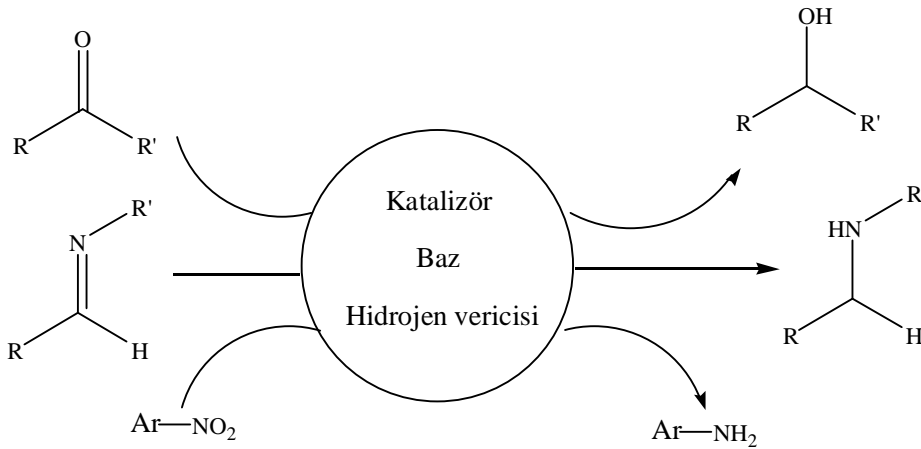 O
R
R'
N
R'
R
H
Ar—NO2
Katalizör
Baz
Hidrojen vericisi
OH
R
R'
R
HN
R
H
Ar—NH2